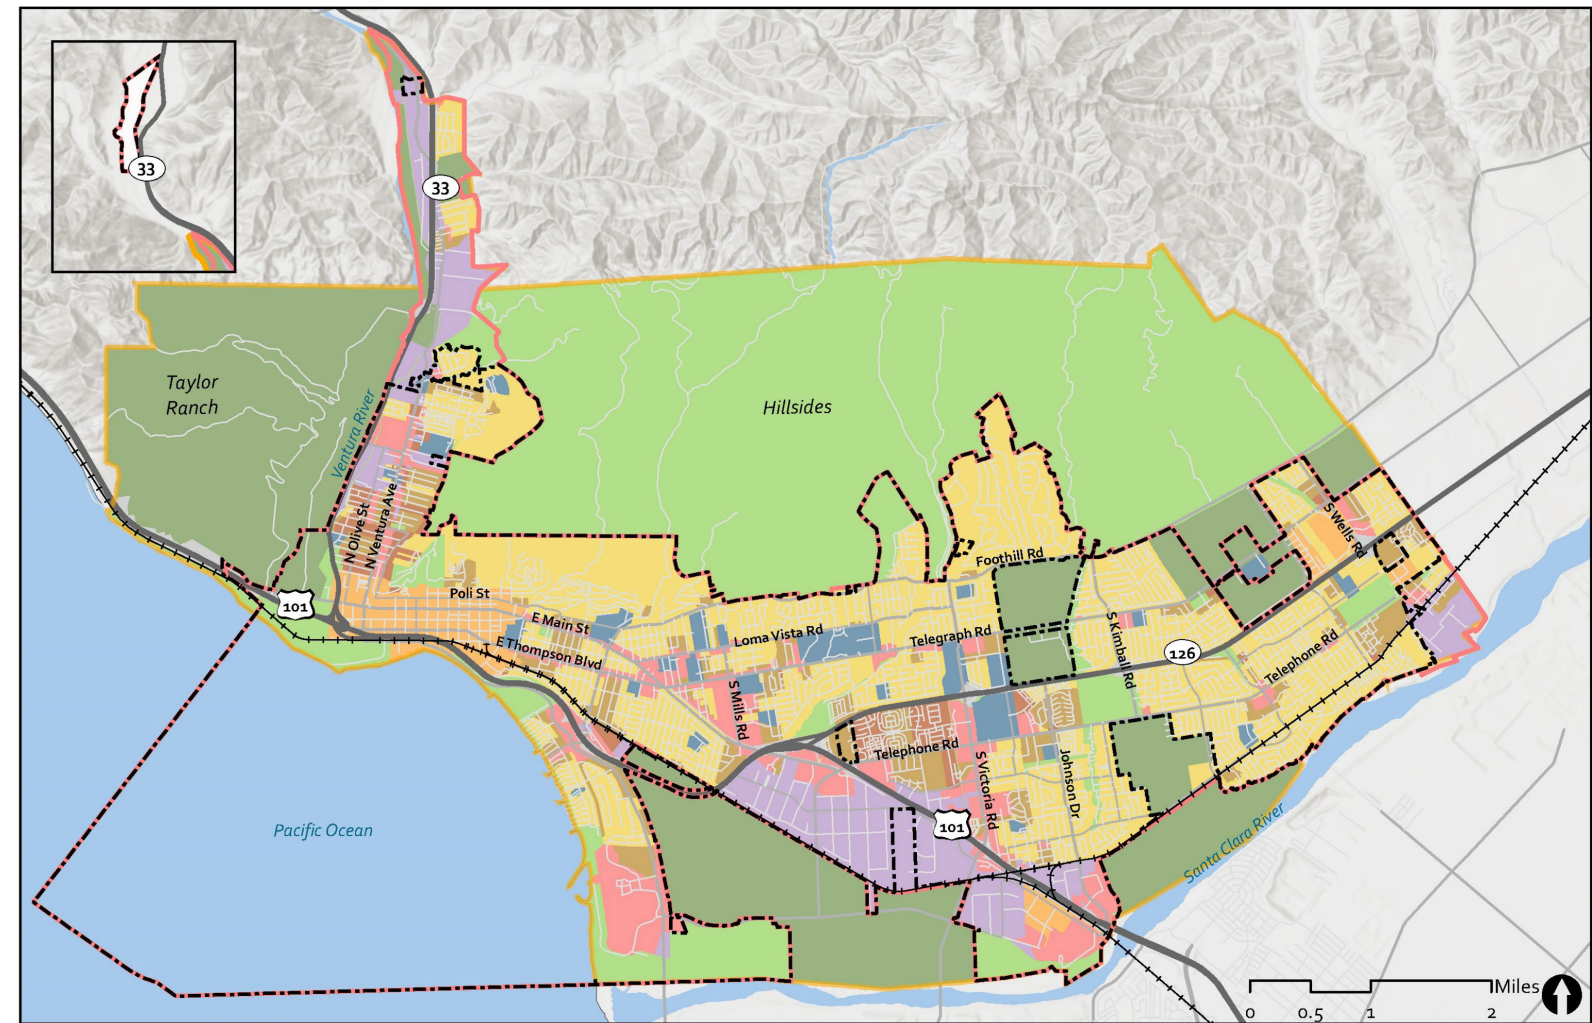 33
33
Taylor
Ranch
Ventura River
Hillsides
N Olive St
N Ventura Ave
S Wells Rd
Foothill Rd
Poli St
101
E Main St
E Thompson Blvd
Loma Vista Rd
Telegraph Rd
S Kimball Rd
126
Telephone Rd
S Mills Rd
Telephone Rd
S Victoria Rd
Johnson Dr
101
Pacific Ocean
Santa Clara River
Miles
0 0.5 1 2